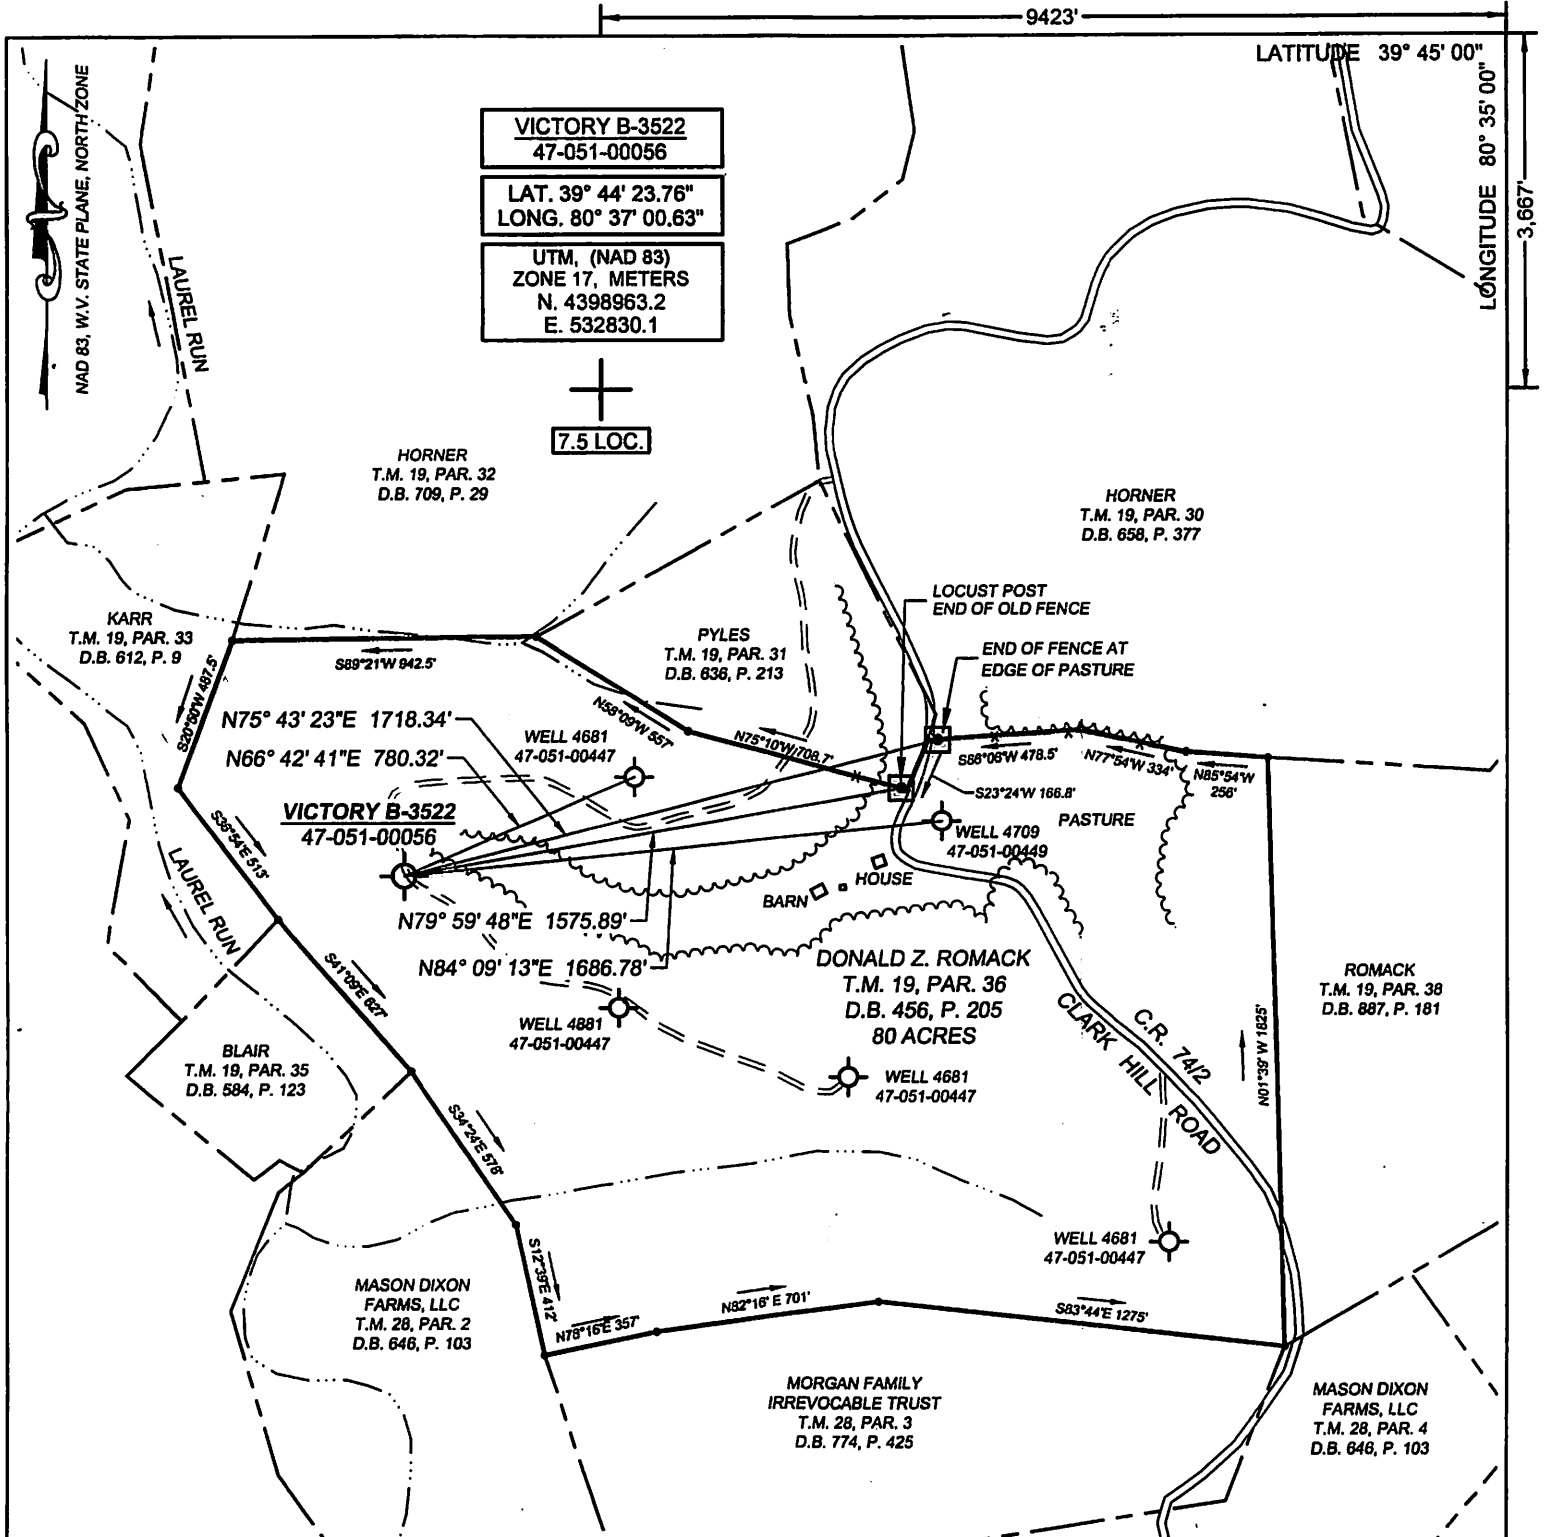 9423'
LATITUDE 39° 45' 00"
LONGITUDE 80° 35' 00"
3,667'
NAD 83, W.V. STATE PLANE, NORTH ZONE
VICTORY B-3522
47-051-00056
LAT. 39° 44' 23.76"
LONG. 80° 37' 00.63"
UTM, (NAD 83)
ZONE 17, METERS
N. 4398963.2
E. 532830.1
7.5 LOC.
LAUREL RUN
HORNER
T.M. 19, PAR. 32
D.B. 709, P. 29
HORNER
T.M. 19, PAR. 30
D.B. 658, P. 377
LOCUST POST
END OF OLD FENCE
END OF FENCE AT
EDGE OF PASTURE
KARR
T.M. 19, PAR. 33
D.B. 612, P. 9
PYLES
T.M. 19, PAR. 31
D.B. 636, P. 213
S89°21'W 942.5'
S20°50'W 487.5'
N58°09'W 557'
N75°10'W 708.7'
S86°08'W 478.5'
N77°54'W 334'
N85°54'W
256'
S23°24'W 166.8'
N75° 43' 23"E 1718.34'
N66° 42' 41"E 780.32'
WELL 4681
47-051-00447
VICTORY B-3522
47-051-00056
WELL 4709
47-051-00449
PASTURE
HOUSE
BARN
N79° 59' 48"E 1575.89'
N84° 09' 13"E 1686.78'
S36°54'E 513'
LAUREL RUN
S41°09'E 627'
DONALD Z. ROMACK
T.M. 19, PAR. 36
D.B. 456, P. 205
80 ACRES
ROMACK
T.M. 19, PAR. 38
D.B. 887, P. 181
WELL 4881
47-051-00447
C.R. 74/2
CLARK HILL ROAD
N01°39' W 1825'
BLAIR
T.M. 19, PAR. 35
D.B. 584, P. 123
WELL 4681
47-051-00447
S34°24'E 578'
WELL 4681
47-051-00447
S12°39'E 412'
MASON DIXON
FARMS, LLC
T.M. 28, PAR. 2
D.B. 646, P. 103
N78°16'E 357'
N82°16' E 701'
S83°44'E 1275'
MORGAN FAMILY
IRREVOCABLE TRUST
T.M. 28, PAR. 3
D.B. 774, P. 425
MASON DIXON
FARMS, LLC
T.M. 28, PAR. 4
D.B. 646, P. 103